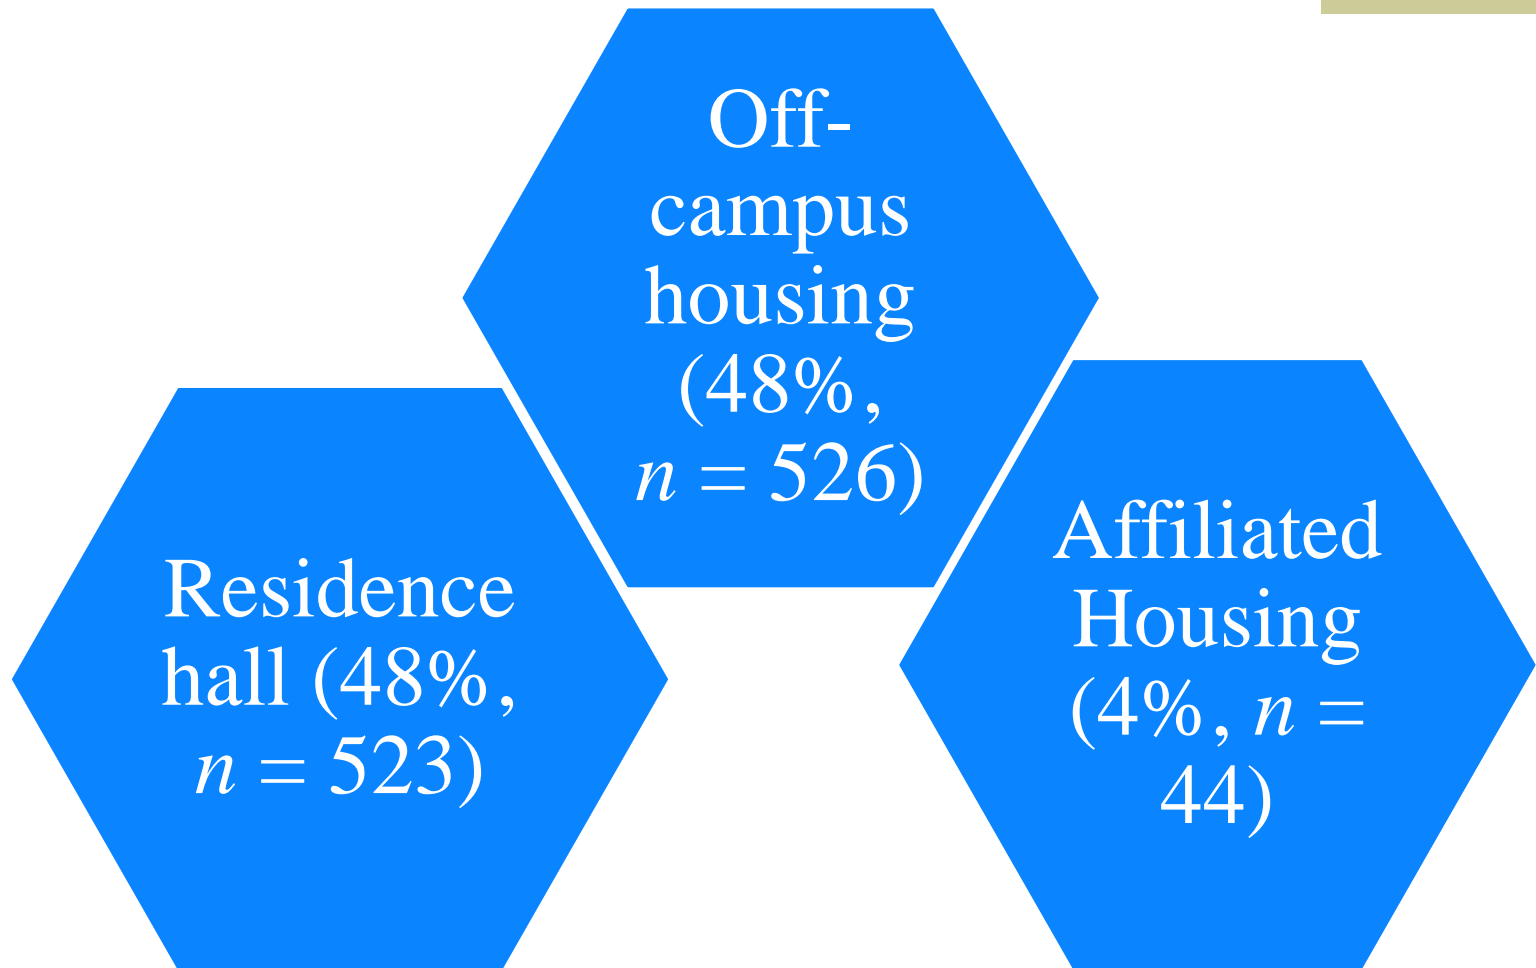 Off-
campus
housing
(48%,
n = 526)
Residence
hall (48%,
n = 523)
Affiliated
Housing
(4%, n =
44)